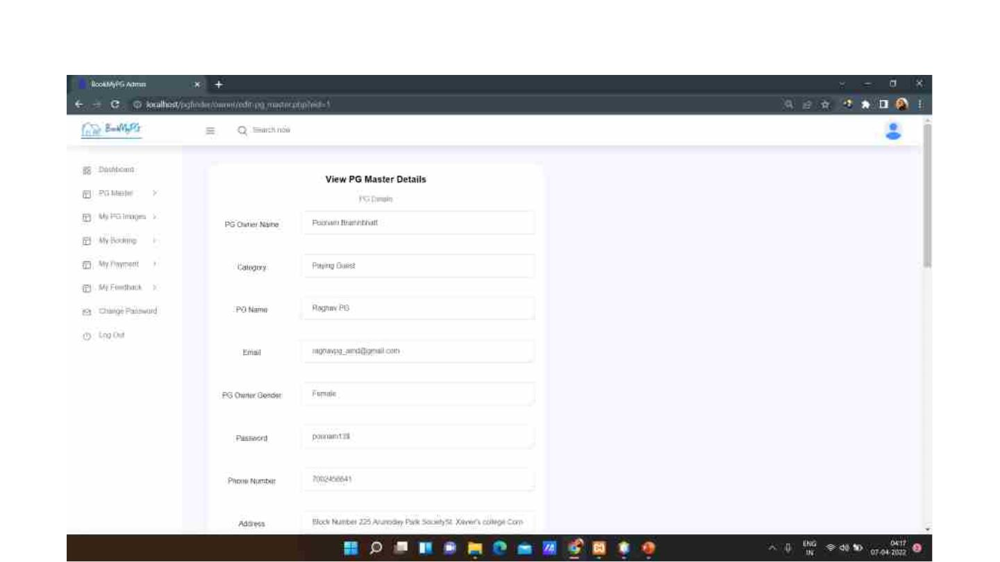 BookMyPG Admin
localhost/pgfinder/owner/edit-pg_master.php?eid=1
BookMyPG
Search now
Dashboard
PG Master
My PG Images
My Booking
My Payment
My Feedback
Change Password
Log Out
View PG Master Details
PG Details
PG Owner Name
Poonam Bramhbhatt
Category
Paying Guest
PG Name
Raghav PG
Email
raghavpg_amd@gmail.com
PG Owner Gender
Female
Password
Phone Number
7002456641
Address
Block Number 225 Arunoday Park SocietySt. Xavier's college Corn
ENG
IN
04:17
07-04-2022